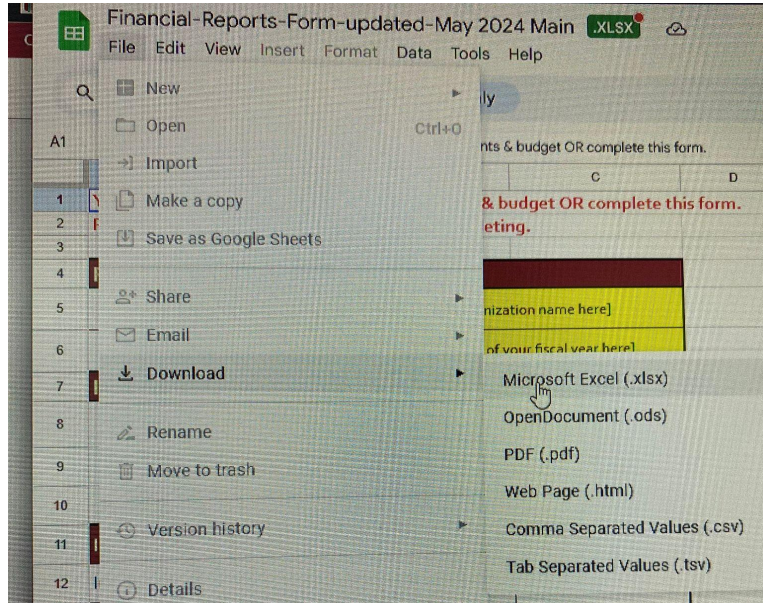 Financial-Reports-Form-updated-May 2024 Main .XLSX
File Edit View Insert Format Data Tools Help
New
ly
A1
Open Ctrl+O
nts & budget OR complete this form.
Import
C D
1 Y Make a copy & budget OR complete this form.
2 eting.
3 Save as Google Sheets
4
5 Share nization name here]
6 Email of your fiscal year here]
7 Download Microsoft Excel (.xlsx)
8 OpenDocument (.ods)
Rename
PDF (.pdf)
9 Move to trash
Web Page (.html)
10
Version history Comma Separated Values (.csv)
11
Tab Separated Values (.tsv)
12 Details